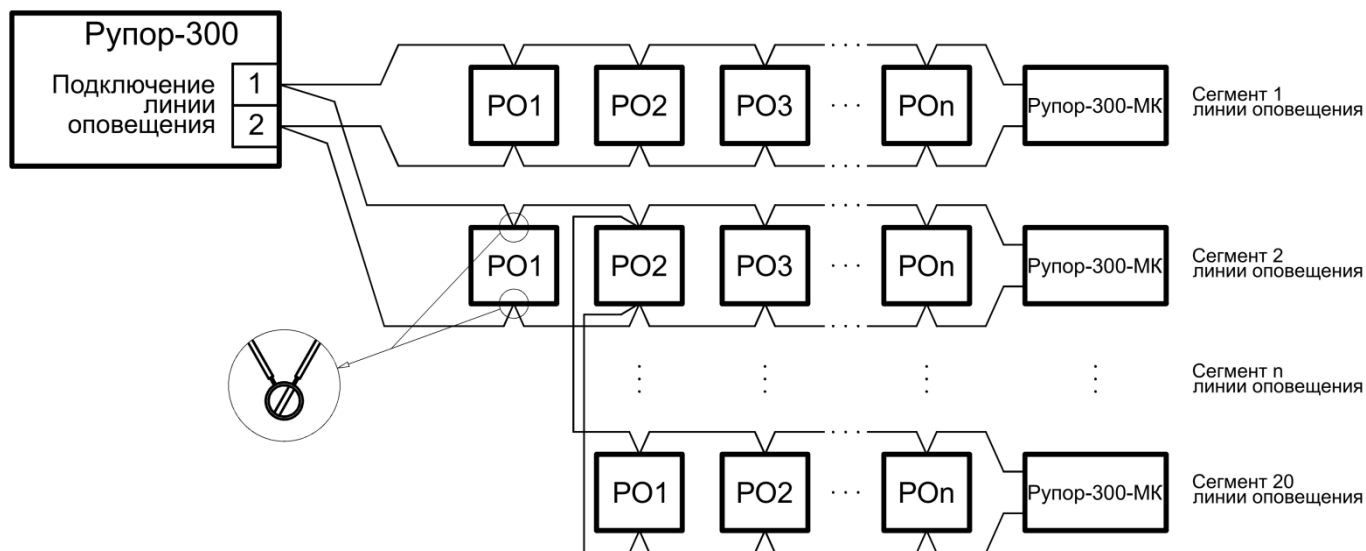 Рупор-300
Подключение
линии
оповещения
1
2
РО1 РО2 РО3 · · · РОn Рупор-300-МК
Сегмент 1
линии оповещения
РО1 РО2 РО3 · · · РОn Рупор-300-МК
Сегмент 2
линии оповещения
Сегмент n
линии оповещения
РО1 РО2 · · · РОn Рупор-300-МК
Сегмент 20
линии оповещения